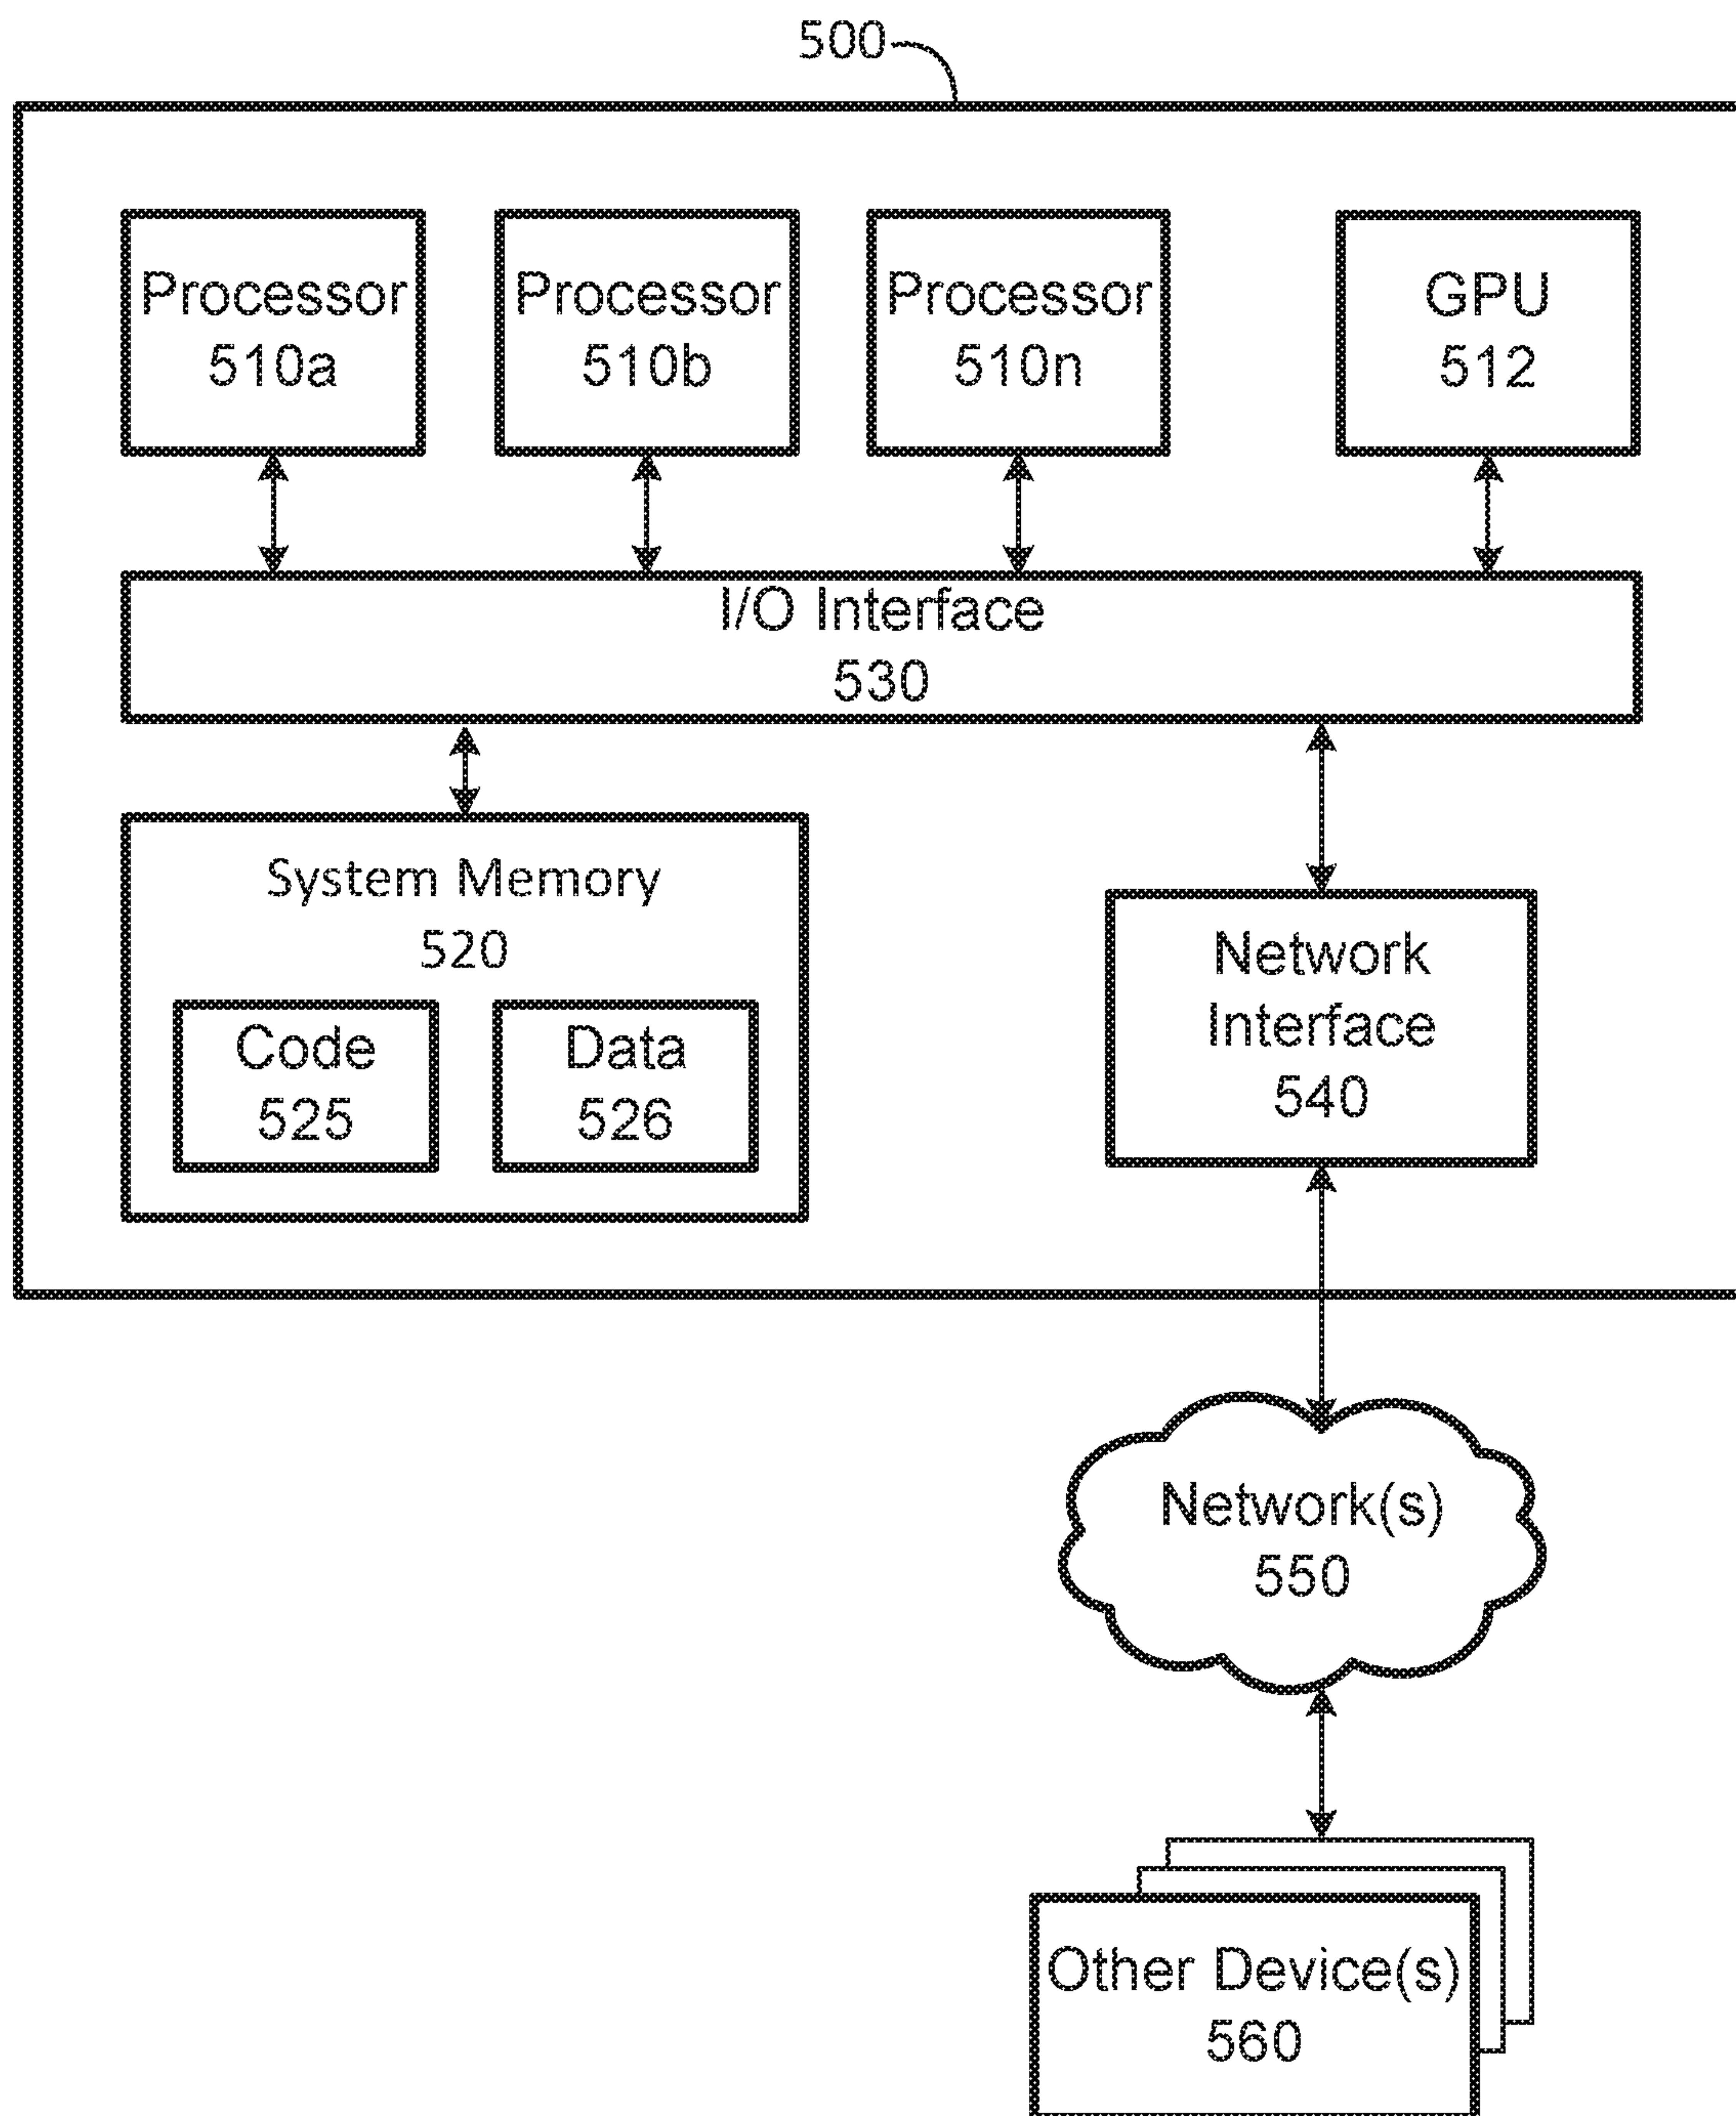 500
Processor
510a
Processor
510b
Processor
510n
GPU
512
I/O Interface
530
System Memory
520
Code
525
Data
526
Network
Interface
540
Network(s)
550
Other Device(s)
560